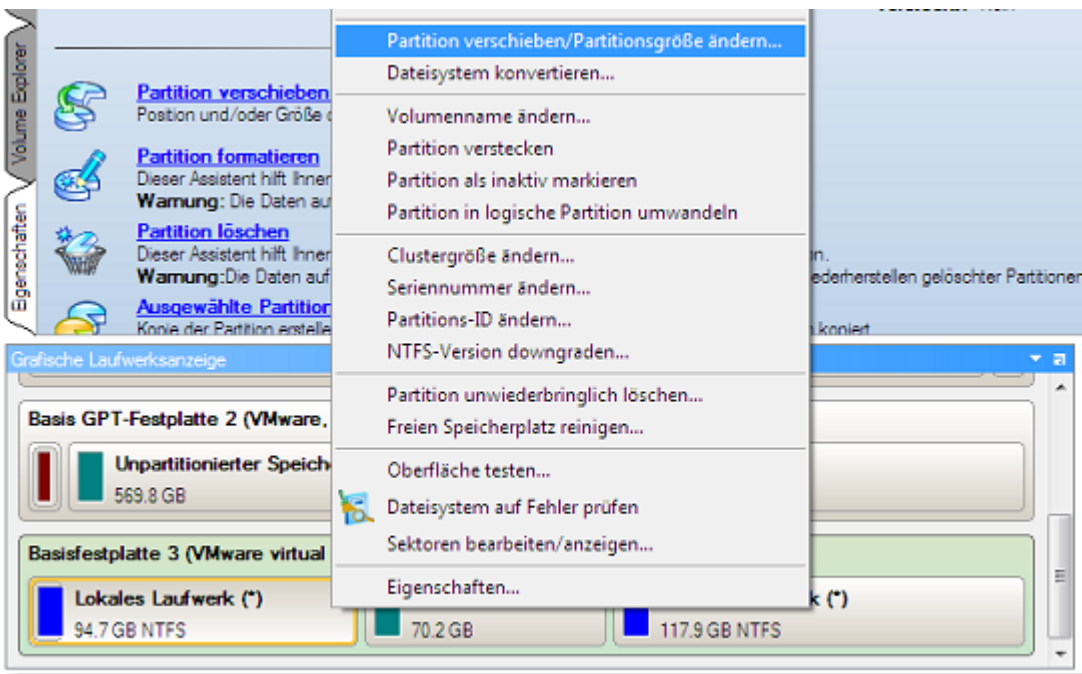 Volume Explorer
Eigenschaften
Partition verschieben
Position und/oder Größe
Partition formatieren
Dieser Assistent hilft Ihnen
Warnung: Die Daten auf
Partition löschen
Dieser Assistent hilft Ihnen
Warnung:Die Daten auf
ederherstellen gelöschter Partitionen
Ausgewählte Partition
Kopie der Partition erstelle
kopiert
Partition verschieben/Partitionsgröße ändern...
Dateisystem konvertieren...
Volumenname ändern...
Partition verstecken
Partition als inaktiv markieren
Partition in logische Partition umwandeln
Clustergröße ändern...
Seriennummer ändern...
Partitions-ID ändern...
NTFS-Version downgraden...
Partition unwiederbringlich löschen...
Freien Speicherplatz reinigen...
Oberfläche testen...
Dateisystem auf Fehler prüfen
Sektoren bearbeiten/anzeigen...
Eigenschaften...
Grafische Laufwerksanzeige
Basis GPT-Festplatte 2 (VMware,
Unpartitionierter Speiche
569.8 GB
Basisfestplatte 3 (VMware virtual
Lokales Laufwerk (*)
94.7 GB NTFS
70.2 GB
k (*)
117.9 GB NTFS